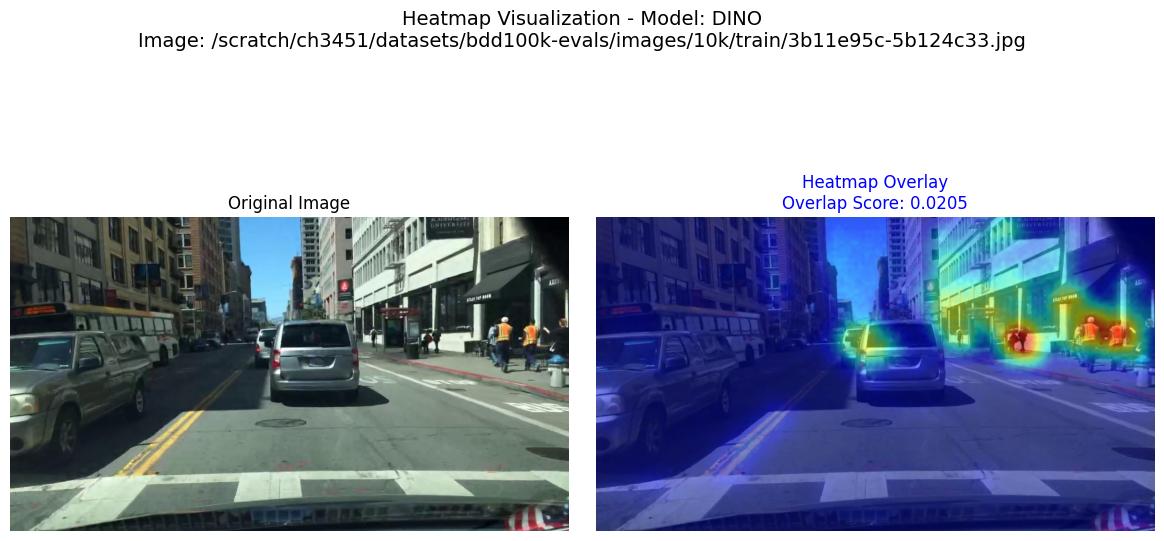 Heatmap Visualization - Model: DINO
Image: /scratch/ch3451/datasets/bdd100k-evals/images/10k/train/3b11e95c-5b124c33.jpg
Original Image
Heatmap Overlay
Overlap Score: 0.0205